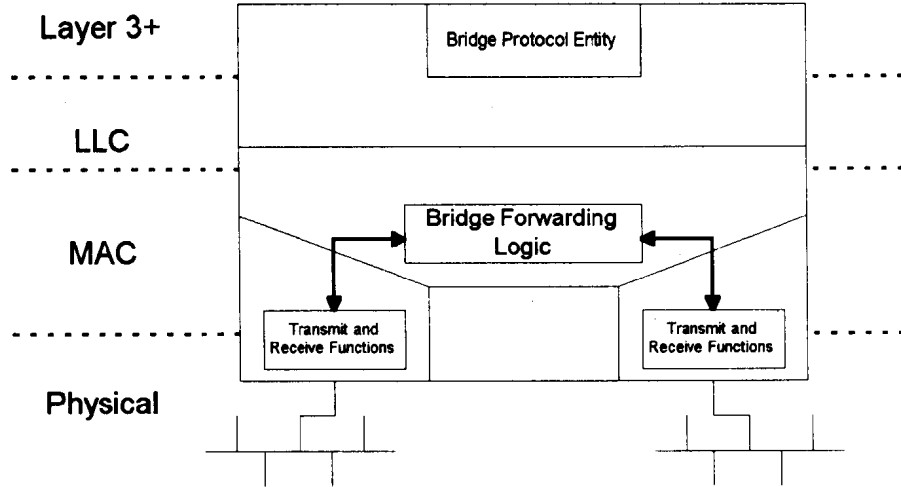 Layer 3+
Bridge Protocol Entity
LLC
MAC
Bridge Forwarding
Logic
Transmit and
Receive Functions
Transmit and
Receive Functions
Physical